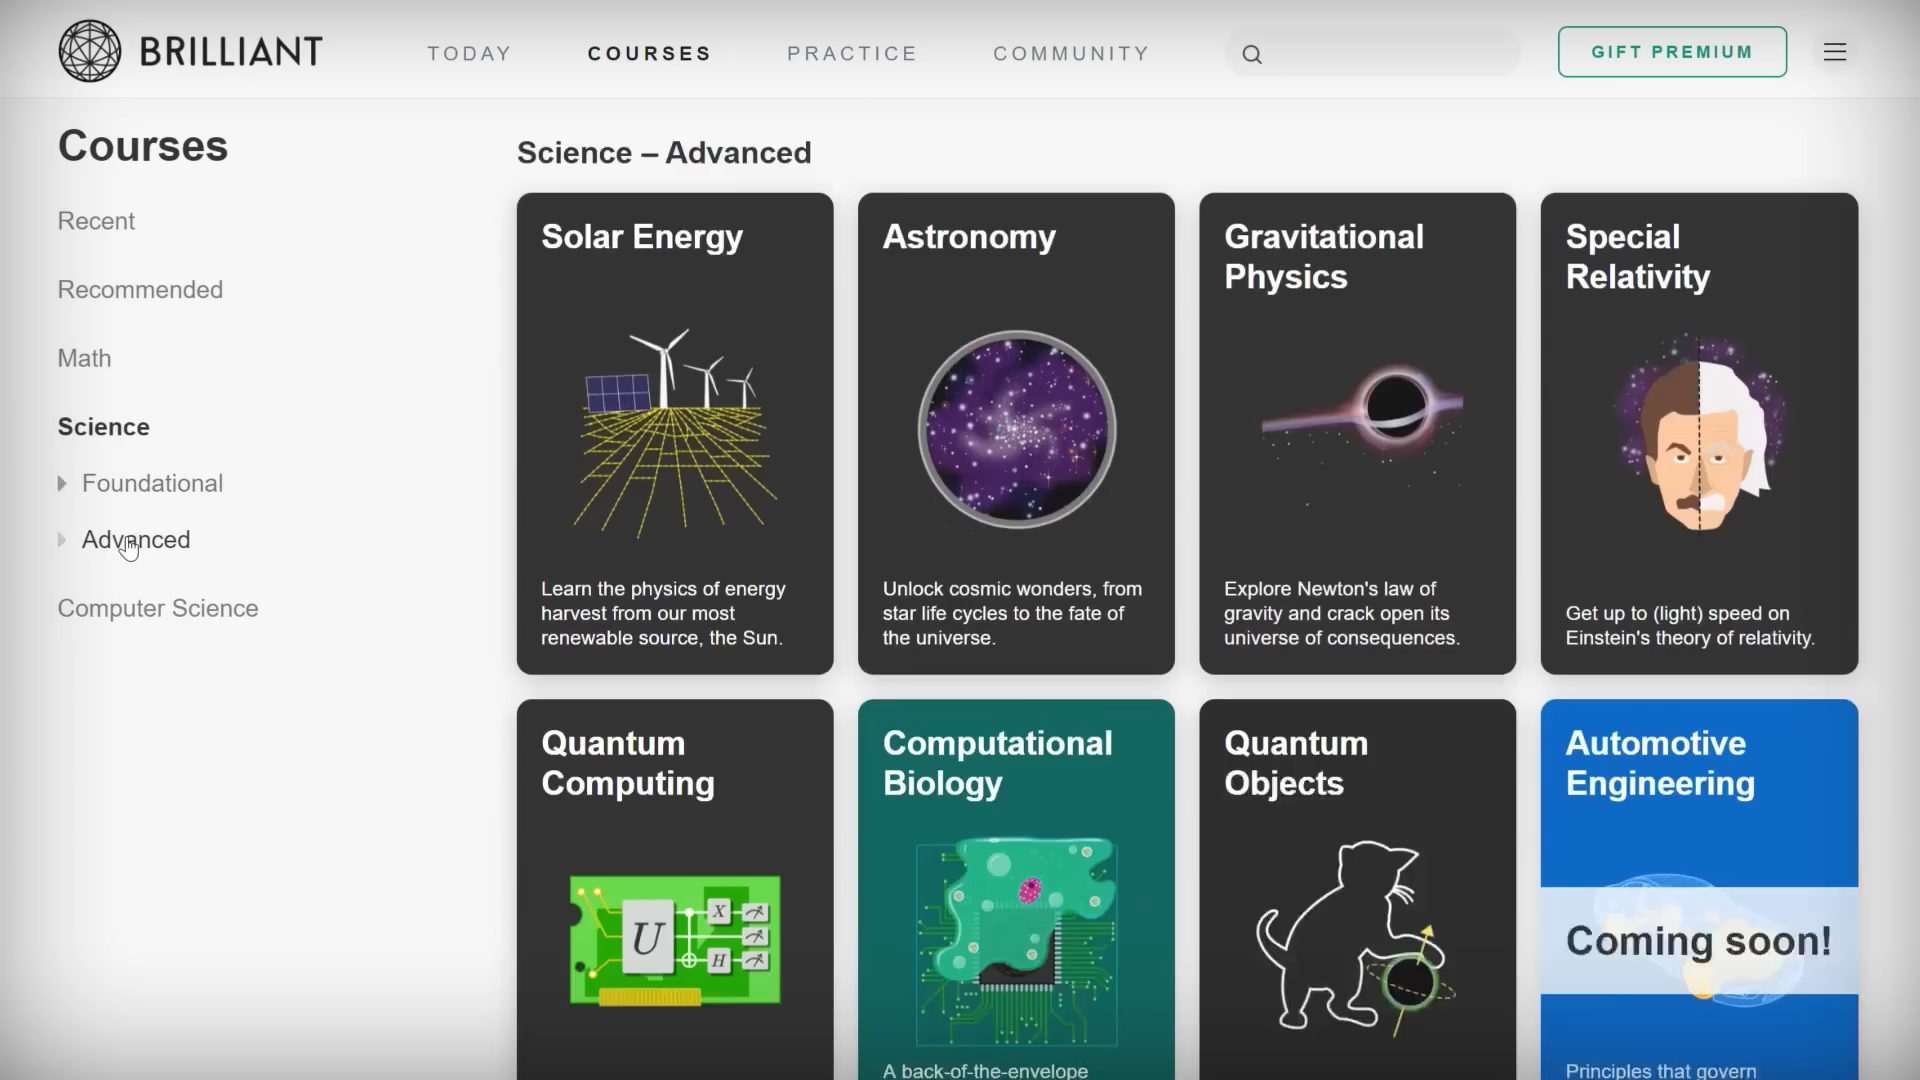 BRILLIANT
TODAY
COURSES
PRACTICE
COMMUNITY
GIFT PREMIUM
Courses
Recent
Recommended
Math
Science
Foundational
Advanced
Computer Science
Science – Advanced
Solar Energy
Learn the physics of energy
harvest from our most
renewable source, the Sun.
Astronomy
Unlock cosmic wonders, from
star life cycles to the fate of
the universe.
Gravitational
Physics
Explore Newton's law of
gravity and crack open its
universe of consequences.
Special
Relativity
Get up to (light) speed on
Einstein's theory of relativity.
Quantum
Computing
U
X
H
Computational
Biology
A back-of-the-envelope
Quantum
Objects
Automotive
Engineering
Coming soon!
Principles that govern